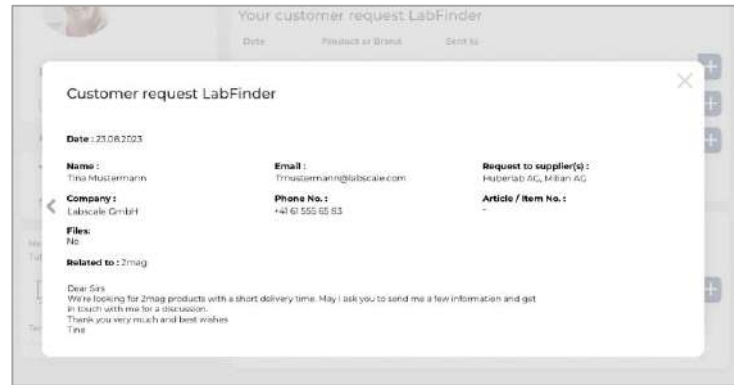 Your customer request LabFinder
Date Product or Brand Sent to
Customer request LabFinder
Date : 23.08.2023
Name : Email : Request to supplier(s) :
Tina Mustermann Tmustermann@labscale.com Huberlab AG, Milian AG
Company : Phone No. : Article / Item No. :
Labscale GmbH +41 61 555 65 83 -
Files:
No
Related to : 2mag
Dear Sirs
We're looking for 2mag products with a short delivery time. May I ask you to send me a few information and get
in touch with me for a discussion.
Thank you very much and best wishes
Tina